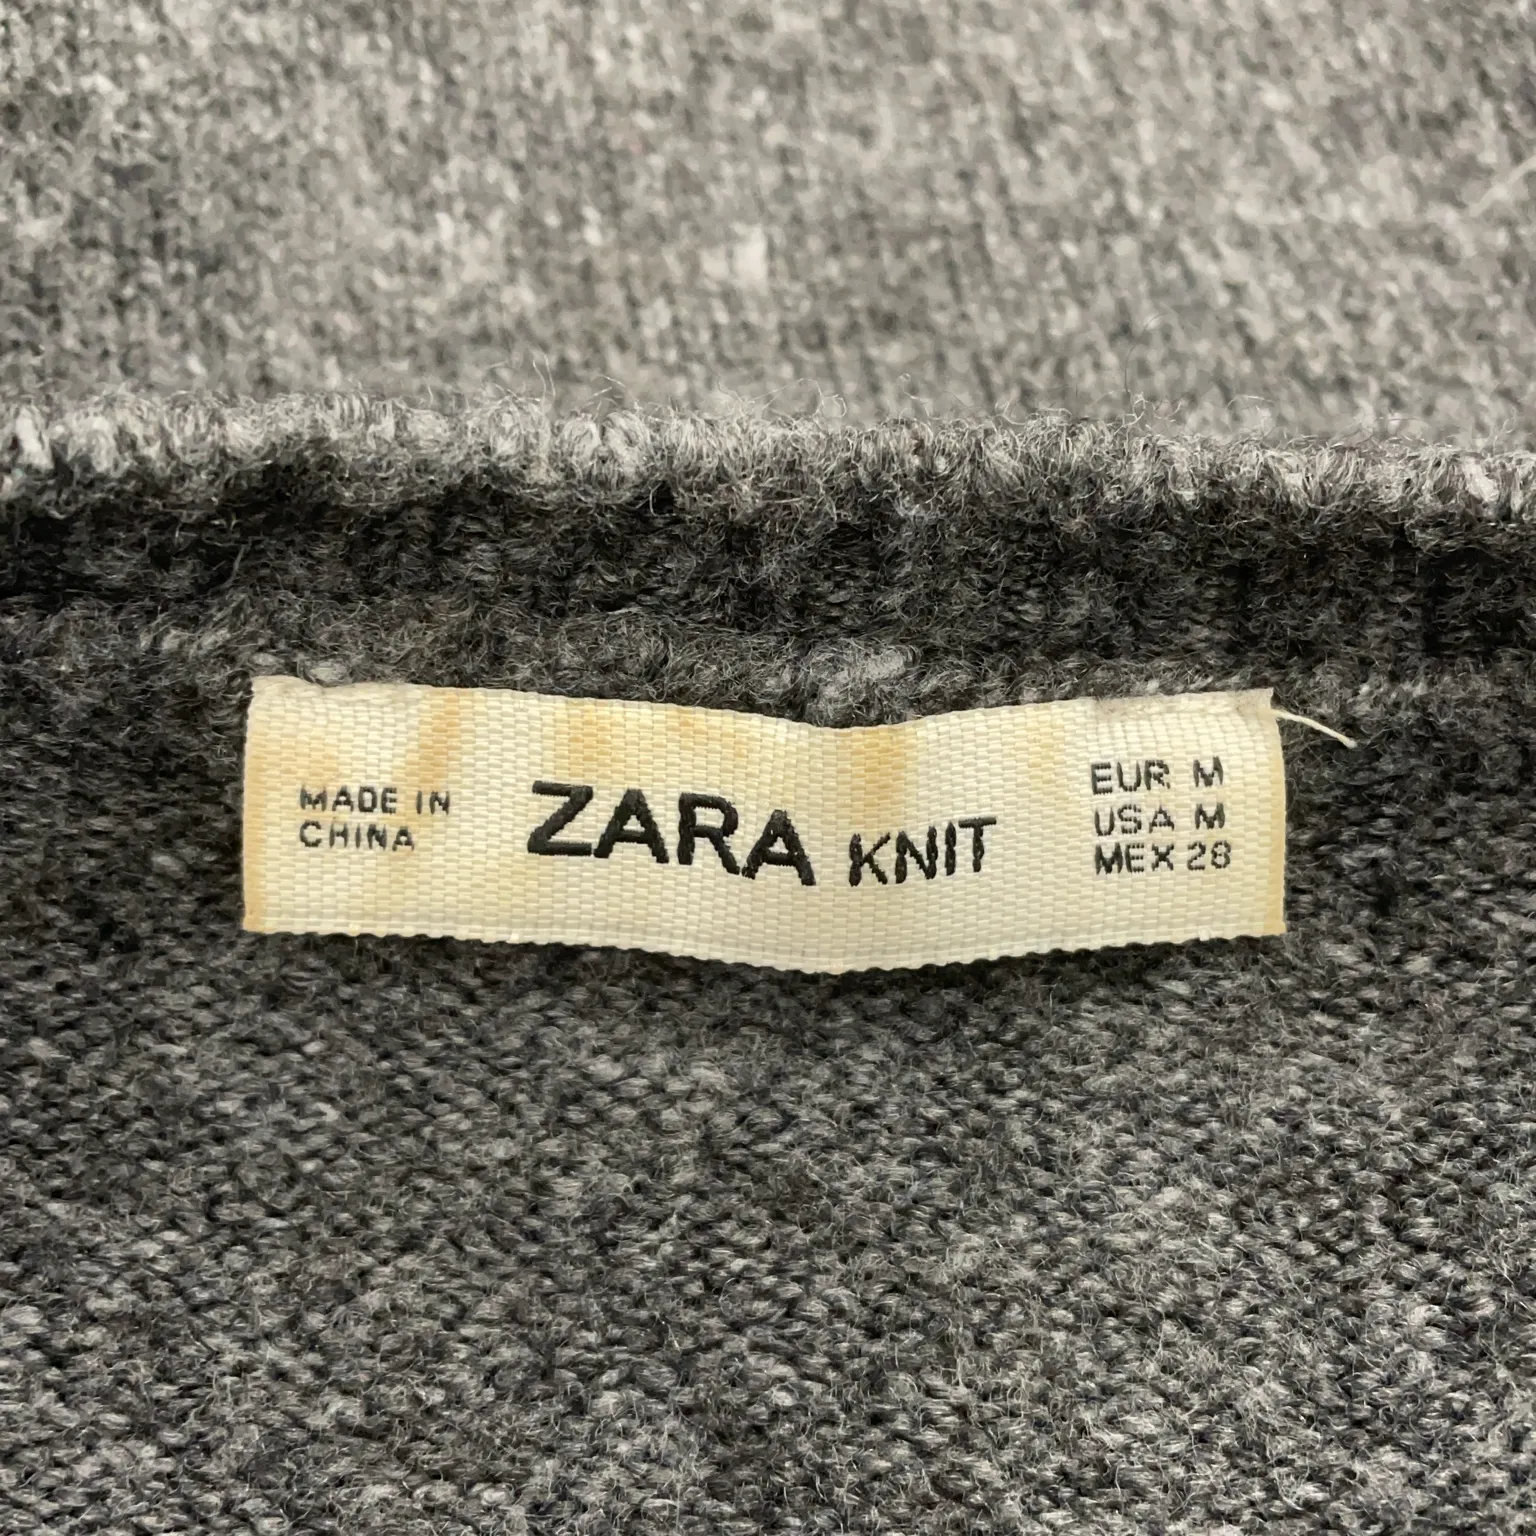 MADE IN
CHINA
ZARA KNIT
EUR M
USA M
MEX 28